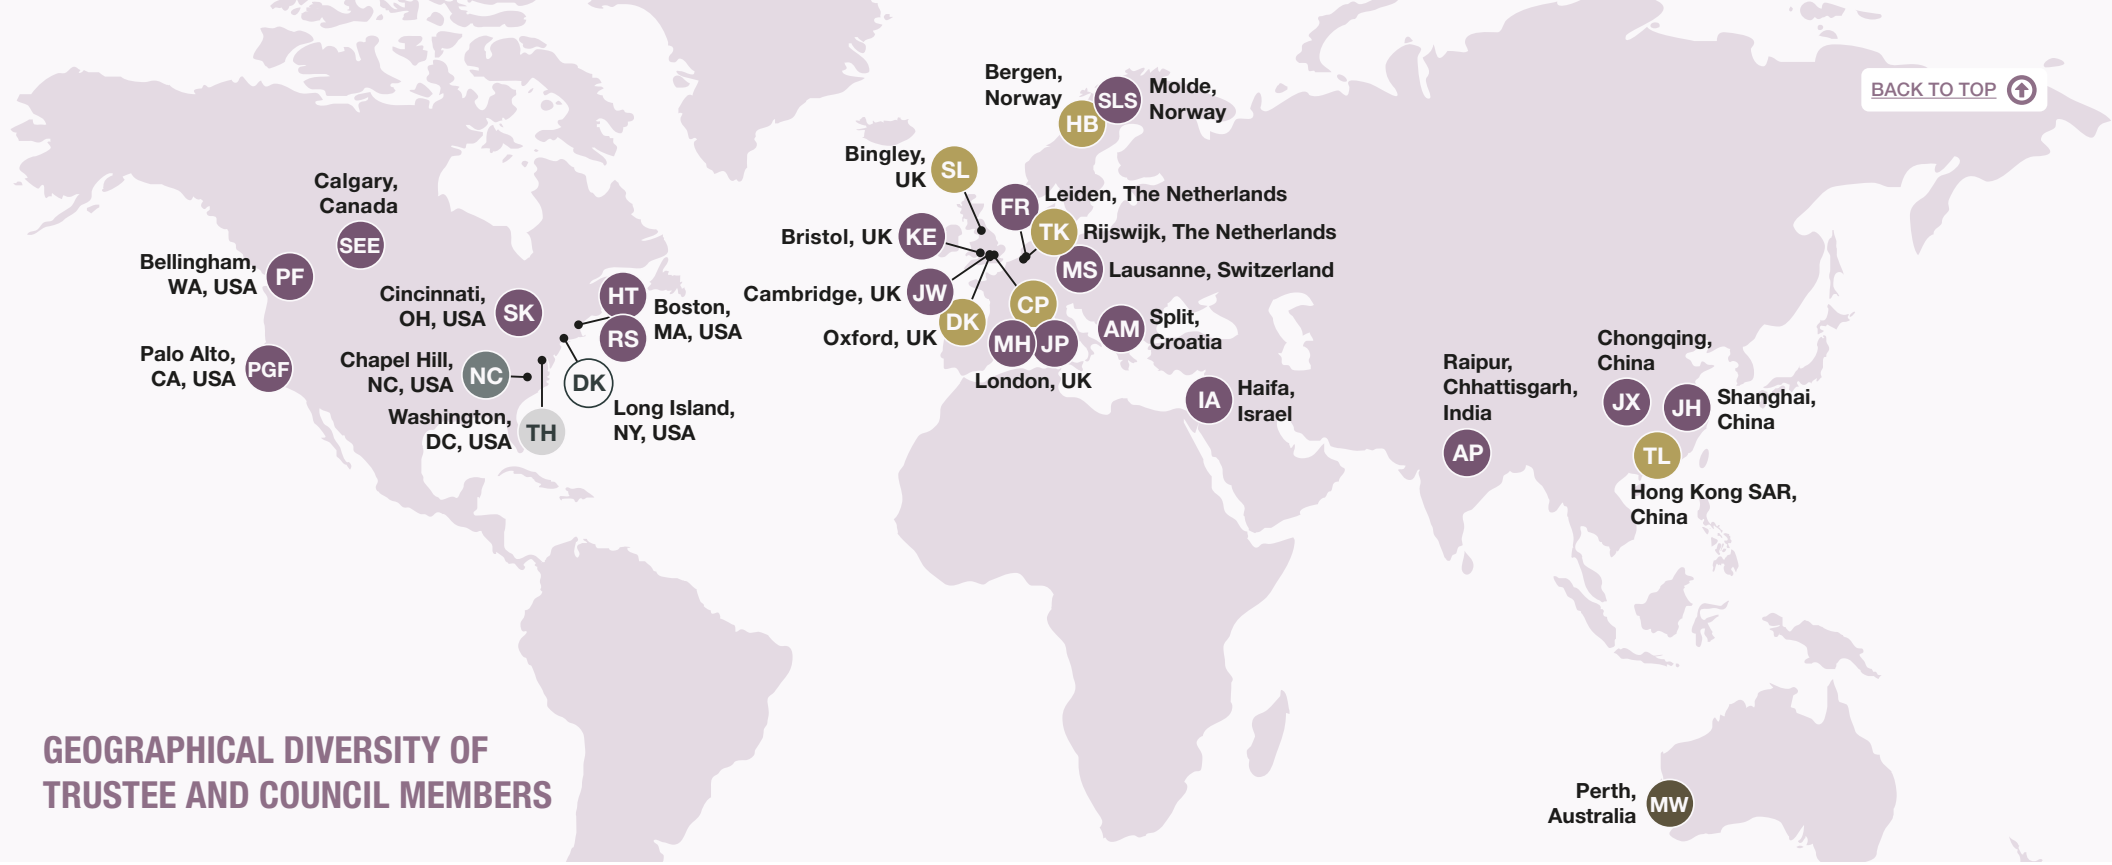 BACK TO TOP
Bergen,
Norway
HB
SLS
Molde,
Norway
Bingley,
UK
SL
Calgary,
Canada
SEE
FR
Leiden, The Netherlands
Bristol, UK
KE
TK
Rijswijk, The Netherlands
Bellingham,
WA, USA
PF
MS
Lausanne, Switzerland
Cincinnati,
OH, USA
SK
HT
RS
Boston,
MA, USA
Cambridge, UK
JW
Oxford, UK
DK
CP
MH
JP
London, UK
AM
Split,
Croatia
Palo Alto,
CA, USA
PGF
Chapel Hill,
NC, USA
NC
DK
Long Island,
NY, USA
Washington,
DC, USA
TH
IA
Haifa,
Israel
Raipur,
Chhattisgarh,
India
AP
Chongqing,
China
JX
JH
Shanghai,
China
TL
Hong Kong SAR,
China
GEOGRAPHICAL DIVERSITY OF
TRUSTEE AND COUNCIL MEMBERS
Perth,
Australia
MW